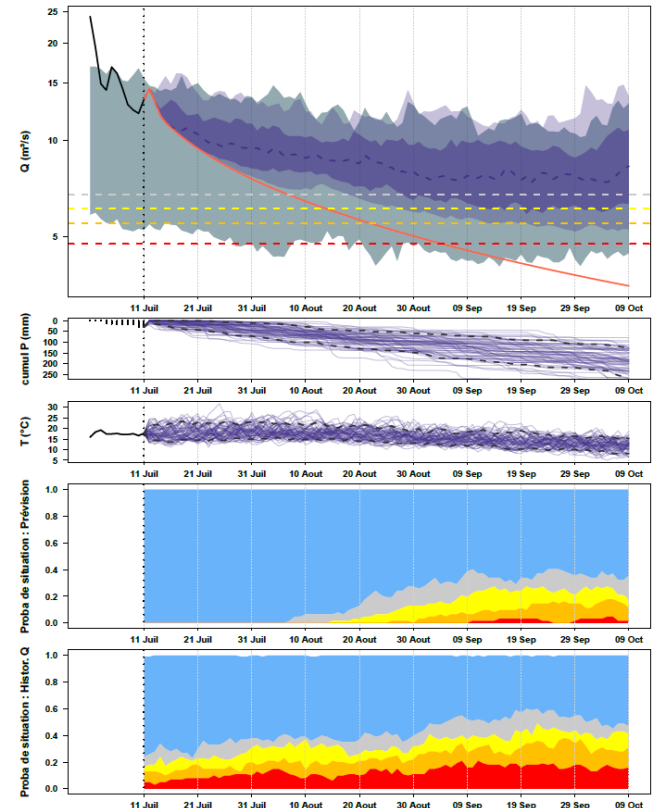 Q (m³/s)
25
20
15
10
5
11 Juil
21 Juil
31 Juil
10 Aout
20 Aout
30 Aout
09 Sep
19 Sep
29 Sep
09 Oct
cumul P (mm)
0
50
100
150
200
250
11 Juil
21 Juil
31 Juil
10 Aout
20 Aout
30 Aout
09 Sep
19 Sep
29 Sep
09 Oct
T (°C)
30
25
20
15
10
5
11 Juil
21 Juil
31 Juil
10 Aout
20 Aout
30 Aout
09 Sep
19 Sep
29 Sep
09 Oct
Proba de situation : Prévision
1.0
0.8
0.6
0.4
0.2
0.0
11 Juil
21 Juil
31 Juil
10 Aout
20 Aout
30 Aout
09 Sep
19 Sep
29 Sep
09 Oct
Proba de situation : Histor. Q
1.0
0.8
0.6
0.4
0.2
0.0
11 Juil
21 Juil
31 Juil
10 Aout
20 Aout
30 Aout
09 Sep
19 Sep
29 Sep
09 Oct